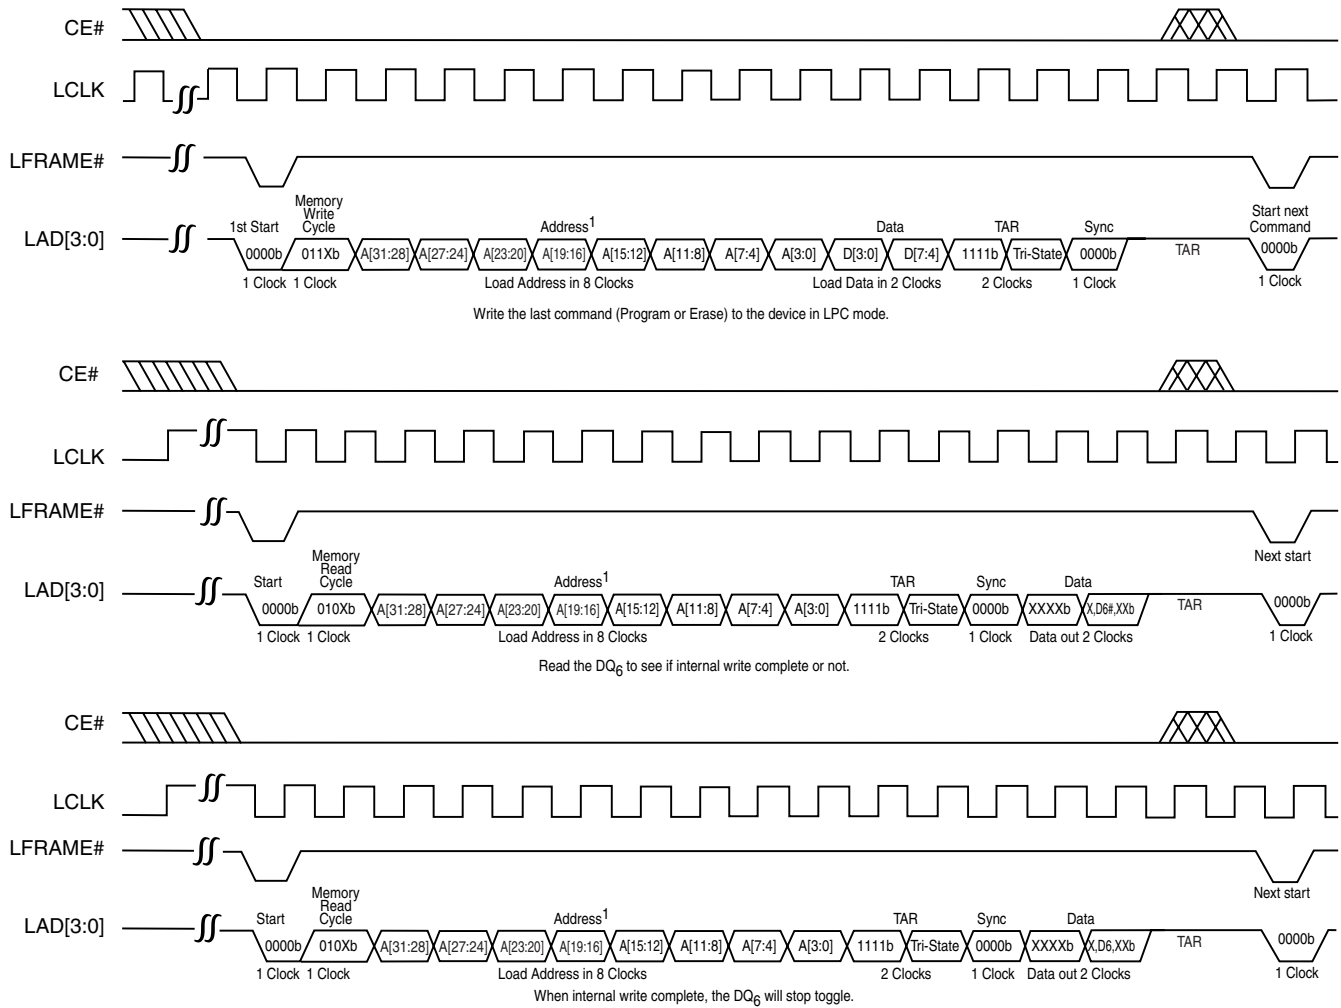 CE#
LCLK
LFRAME#
Memory
Write
Cycle
1st Start Address1 Data TAR Sync Start next
Command
LAD[3:0] 0000b 011Xb A[31:28] A[27:24] A[23:20] A[19:16] A[15:12] A[11:8] A[7:4] A[3:0] D[3:0] D[7:4] 1111b Tri-State 0000b TAR 0000b
1 Clock 1 Clock Load Address in 8 Clocks Load Data in 2 Clocks 2 Clocks 1 Clock 1 Clock
Write the last command (Program or Erase) to the device in LPC mode.
CE#
LCLK
LFRAME#
Next start
Memory
Read
Cycle
Start Address1 TAR Sync Data
LAD[3:0] 0000b 010Xb A[31:28] A[27:24] A[23:20] A[19:16] A[15:12] A[11:8] A[7:4] A[3:0] 1111b Tri-State 0000b XXXXb X,D6#,XXb TAR 0000b
1 Clock 1 Clock Load Address in 8 Clocks 2 Clocks 1 Clock Data out 2 Clocks 1 Clock
Read the DQ6 to see if internal write complete or not.
CE#
LCLK
LFRAME#
Next start
Memory
Read
Cycle
Start Address1 TAR Sync Data
LAD[3:0] 0000b 010Xb A[31:28] A[27:24] A[23:20] A[19:16] A[15:12] A[11:8] A[7:4] A[3:0] 1111b Tri-State 0000b XXXXb X,D6,XXb TAR 0000b
1 Clock 1 Clock Load Address in 8 Clocks 2 Clocks 1 Clock Data out 2 Clocks 1 Clock
When internal write complete, the DQ6 will stop toggle.